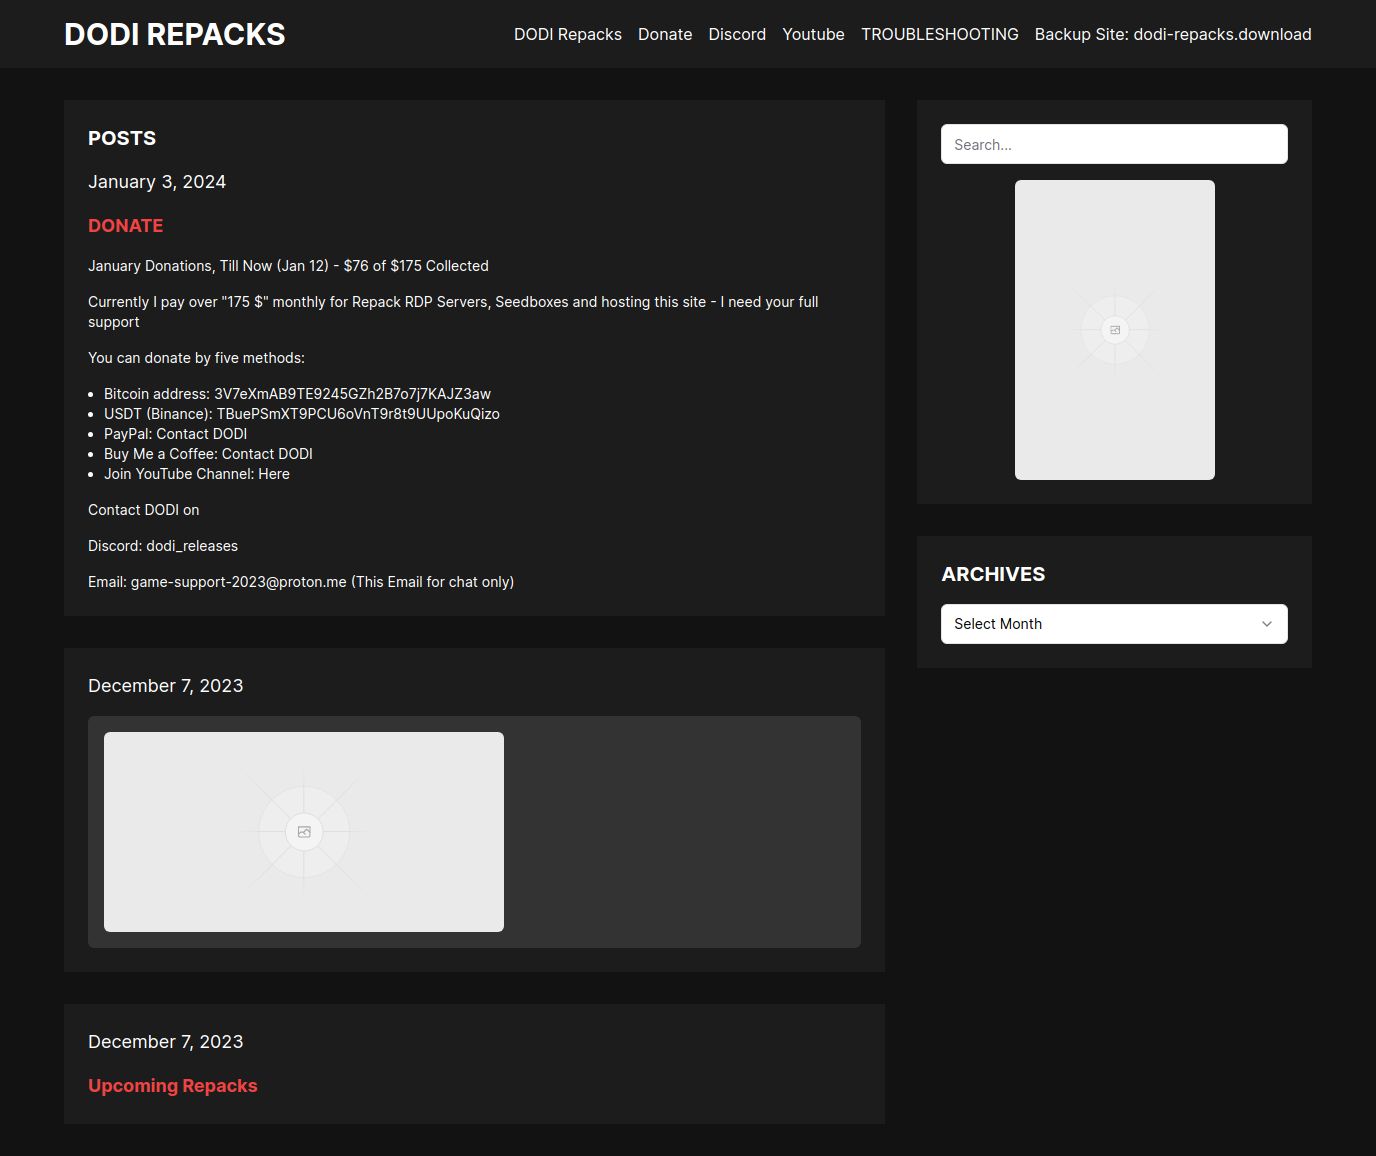 DODI REPACKS
DODI Repacks Donate Discord Youtube TROUBLESHOOTING Backup Site: dodi-repacks.download
POSTS
January 3, 2024
DONATE
January Donations, Till Now (Jan 12) - $76 of $175 Collected
Currently I pay over "175 $" monthly for Repack RDP Servers, Seedboxes and hosting this site - I need your full
support
You can donate by five methods:
Bitcoin address: 3V7eXmAB9TE9245GZh2B7o7j7KAJZ3aw
USDT (Binance): TBuePSmXT9PCU6oVnT9r8t9UUpoKuQizo
PayPal: Contact DODI
Buy Me a Coffee: Contact DODI
Join YouTube Channel: Here
Contact DODI on
Discord: dodi_releases
Email: game-support-2023@proton.me (This Email for chat only)
December 7, 2023
December 7, 2023
Upcoming Repacks
Search...
ARCHIVES
Select Month